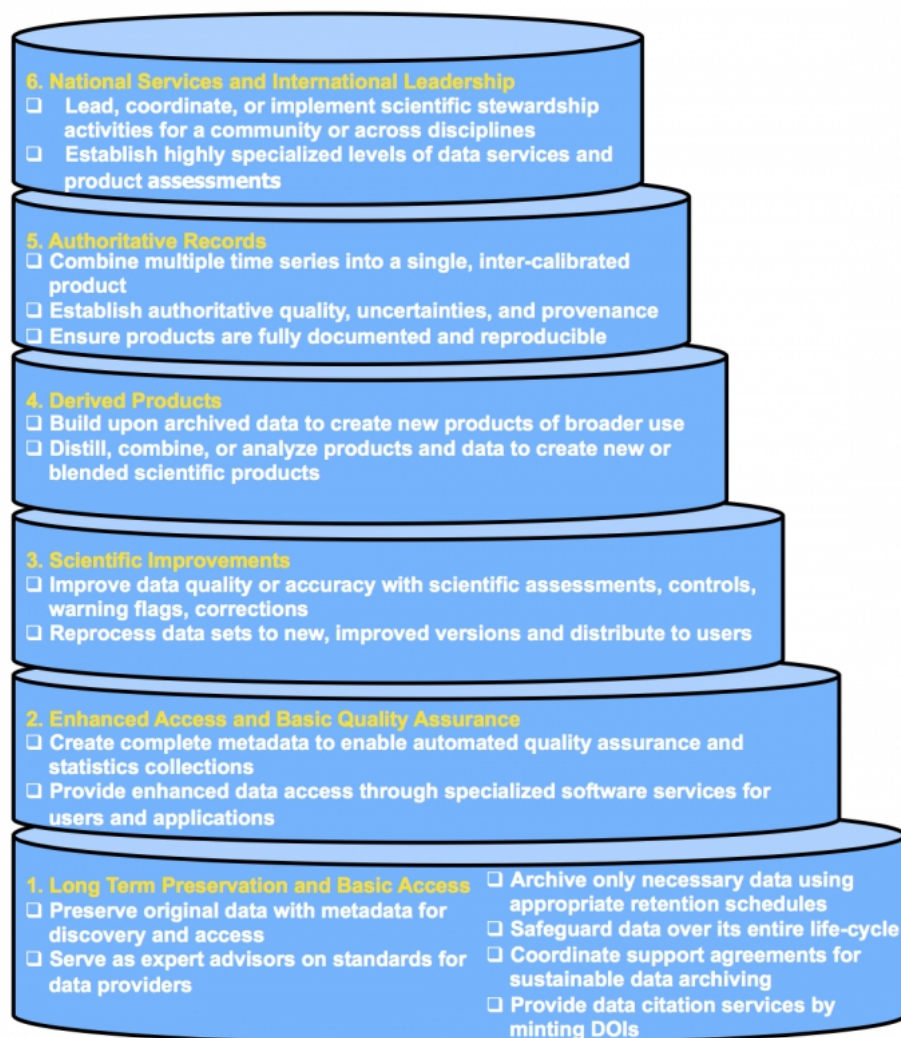 6. National Services and International Leadership
❑ Lead, coordinate, or implement scientific stewardship
activities for a community or across disciplines
❑ Establish highly specialized levels of data services and
product assessments
5. Authoritative Records
❑ Combine multiple time series into a single, inter-calibrated
product
❑ Establish authoritative quality, uncertainties, and provenance
❑ Ensure products are fully documented and reproducible
4. Derived Products
❑ Build upon archived data to create new products of broader use
❑ Distill, combine, or analyze products and data to create new or
blended scientific products
3. Scientific Improvements
❑ Improve data quality or accuracy with scientific assessments, controls,
warning flags, corrections
❑ Reprocess data sets to new, improved versions and distribute to users
2. Enhanced Access and Basic Quality Assurance
❑ Create complete metadata to enable automated quality assurance and
statistics collections
❑ Provide enhanced data access through specialized software services for
users and applications
1. Long Term Preservation and Basic Access
❑ Preserve original data with metadata for
discovery and access
❑ Serve as expert advisors on standards for
data providers
❑ Archive only necessary data using
appropriate retention schedules
❑ Safeguard data over its entire life-cycle
❑ Coordinate support agreements for
sustainable data archiving
❑ Provide data citation services by
minting DOIs